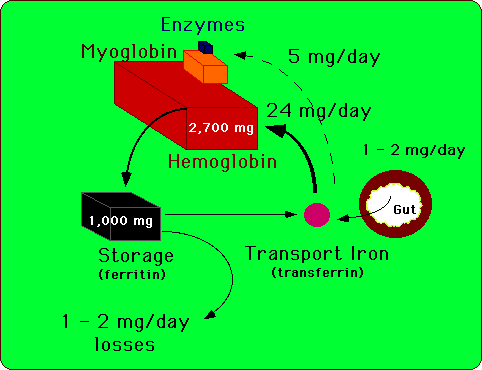 Enzymes
Myoglobin
5 mg/day
24 mg/day
2,700 mg
Hemoglobin
1 - 2 mg/day
Gut
1,000 mg
Storage
(ferritin)
Transport Iron
(transferrin)
1 - 2 mg/day
losses